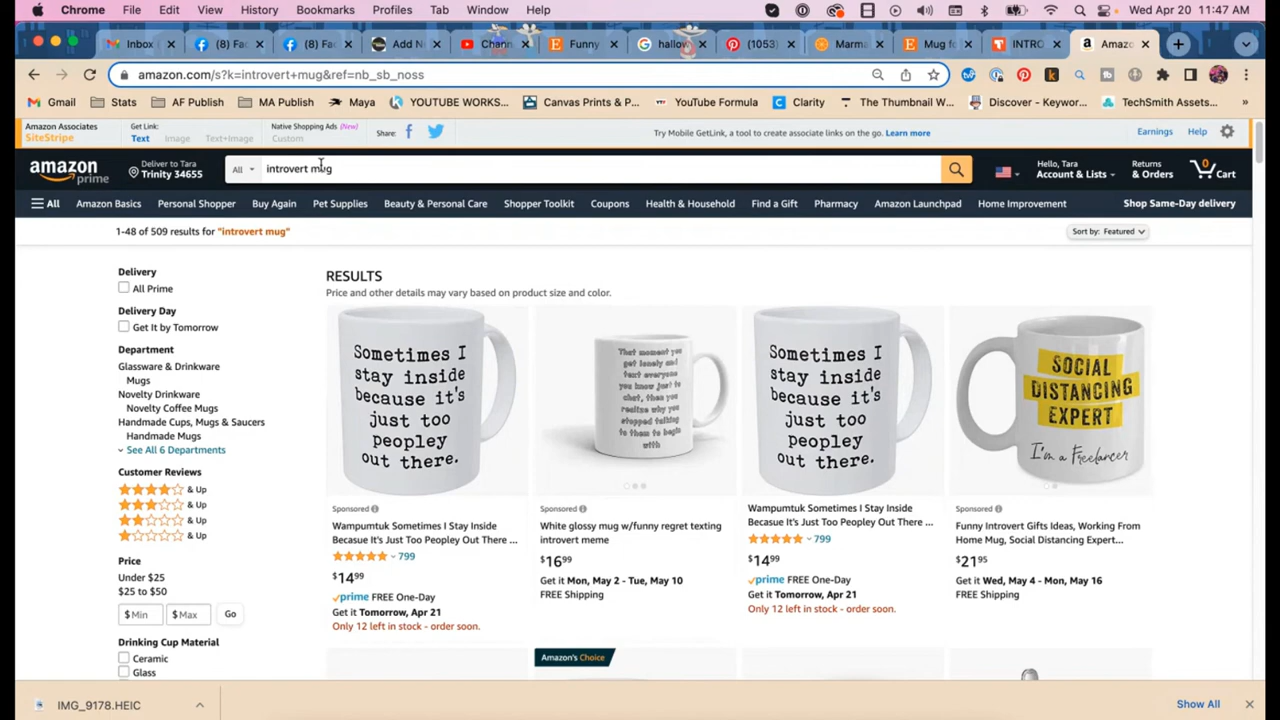 Chrome File Edit View History Bookmarks Profiles Tab Window Help Wed Apr 20 11:47 AM
Inbox (8) Fac (8) Fac Add N Chann Funny hallow (1053) Marma Mug fo INTRO Amaz
amazon.com/s?k=introvert+mug&ref=nb_sb_noss
Gmail Stats AF Publish MA Publish Maya YOUTUBE WORKS... Canvas Prints & P... YouTube Formula Clarity The Thumbnail W... Discover - Keywor... TechSmith Assets... »
Amazon Associates
SiteStripe
Get Link:
Text Image Text+Image
Native Shopping Ads (New)
Custom
Share:
Try Mobile GetLink, a tool to create associate links on the go. Learn more
Earnings Help
amazon
prime
Deliver to Tara
Trinity 34655
All introvert mug
Hello, Tara
Account & Lists
Returns
& Orders
0
Cart
All Amazon Basics Personal Shopper Buy Again Pet Supplies Beauty & Personal Care Shopper Toolkit Coupons Health & Household Find a Gift Pharmacy Amazon Launchpad Home Improvement Shop Same-Day delivery
1-48 of 509 results for "introvert mug"
Sort by: Featured
Delivery
All Prime
Delivery Day
Get It by Tomorrow
Department
Glassware & Drinkware
Mugs
Novelty Drinkware
Novelty Coffee Mugs
Handmade Cups, Mugs & Saucers
Handmade Mugs
See All 6 Departments
Customer Reviews
& Up
& Up
& Up
& Up
Price
Under $25
$25 to $50
$ Min $ Max Go
Drinking Cup Material
Ceramic
Glass
RESULTS
Price and other details may vary based on product size and color.
Sometimes I
stay inside
because it's
just too
peopley
out there.
Sponsored
Wampumtuk Sometimes I Stay Inside
Becasue It's Just Too Peopley Out There ...
799
$1499
prime FREE One-Day
Get it Tomorrow, Apr 21
Only 12 left in stock - order soon.
That moment you
get lonely and
text everyone
you know just to
chat, then you
realize why you
stopped talking
to them to begin
with
Sponsored
White glossy mug w/funny regret texting
introvert meme
$1699
Get it Mon, May 2 - Tue, May 10
FREE Shipping
Amazon's Choice
Sometimes I
stay inside
because it's
just too
peopley
out there.
Wampumtuk Sometimes I Stay Inside
Becasue It's Just Too Peopley Out There ...
799
$1499
prime FREE One-Day
Get it Tomorrow, Apr 21
Only 12 left in stock - order soon.
SOCIAL
DISTANCING
EXPERT
I'm a Freelancer
Sponsored
Funny Introvert Gifts Ideas, Working From
Home Mug, Social Distancing Expert...
$2195
Get it Wed, May 4 - Mon, May 16
FREE Shipping
IMG_9178.HEIC
Show All